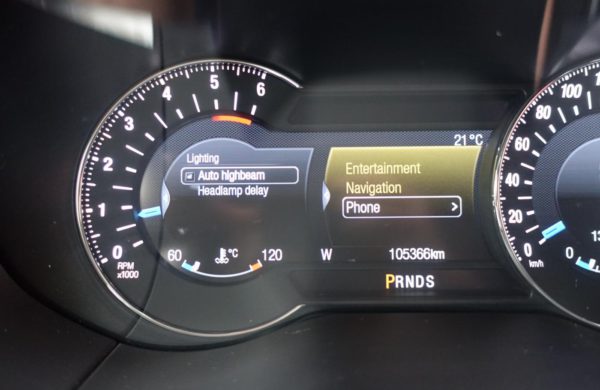 0
1
2
3
4
5
6
RPM
x1000
Lighting
Auto highbeam
Headlamp delay
60 °C 120
21°C
Entertainment
Navigation
Phone >
W 105366km
PRNDS
0
20
40
60
80
100
120
km/h